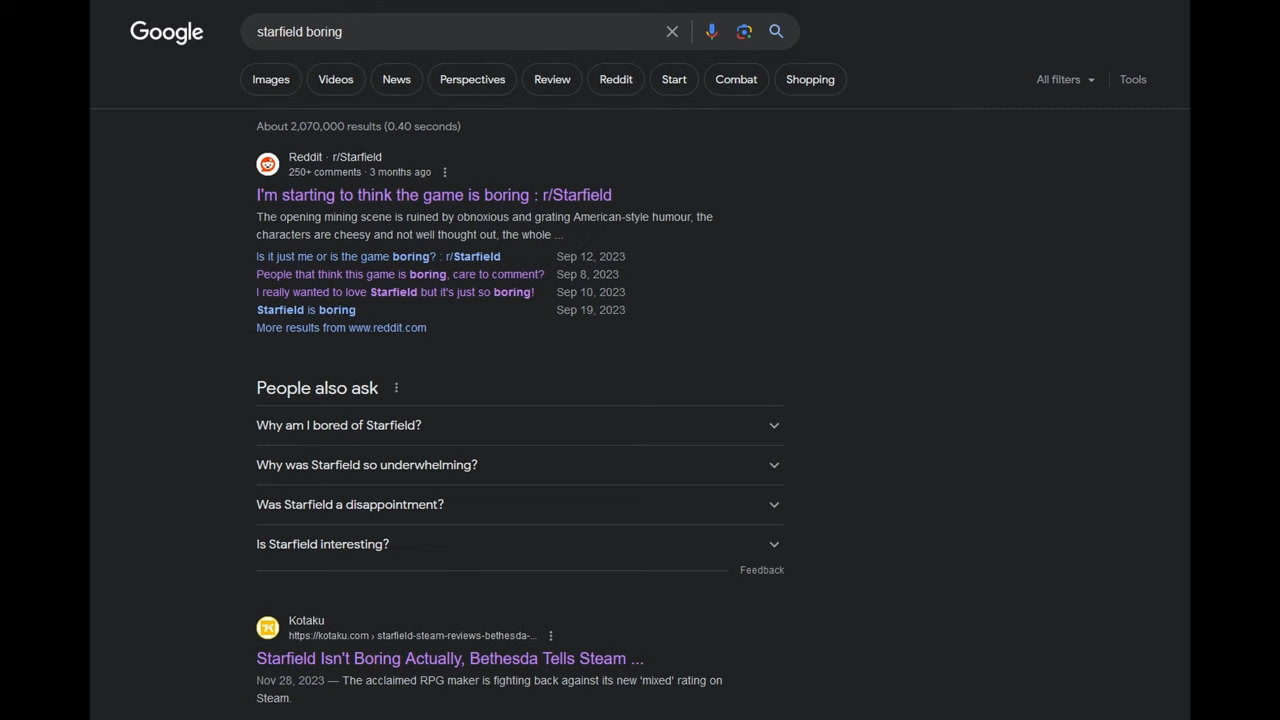 Google
starfield boring
Images Videos News Perspectives Review Reddit Start Combat Shopping All filters Tools
About 2,070,000 results (0.40 seconds)
Reddit · r/Starfield
250+ comments · 3 months ago
I'm starting to think the game is boring : r/Starfield
The opening mining scene is ruined by obnoxious and grating American-style humour, the
characters are cheesy and not well thought out, the whole ...
Is it just me or is the game boring? : r/Starfield Sep 12, 2023
People that think this game is boring, care to comment? Sep 8, 2023
I really wanted to love Starfield but it's just so boring! Sep 10, 2023
Starfield is boring Sep 19, 2023
More results from www.reddit.com
People also ask
Why am I bored of Starfield?
Why was Starfield so underwhelming?
Was Starfield a disappointment?
Is Starfield interesting?
Feedback
Kotaku
https://kotaku.com › starfield-steam-reviews-bethesda-...
Starfield Isn't Boring Actually, Bethesda Tells Steam ...
Nov 28, 2023 — The acclaimed RPG maker is fighting back against its new 'mixed' rating on
Steam.